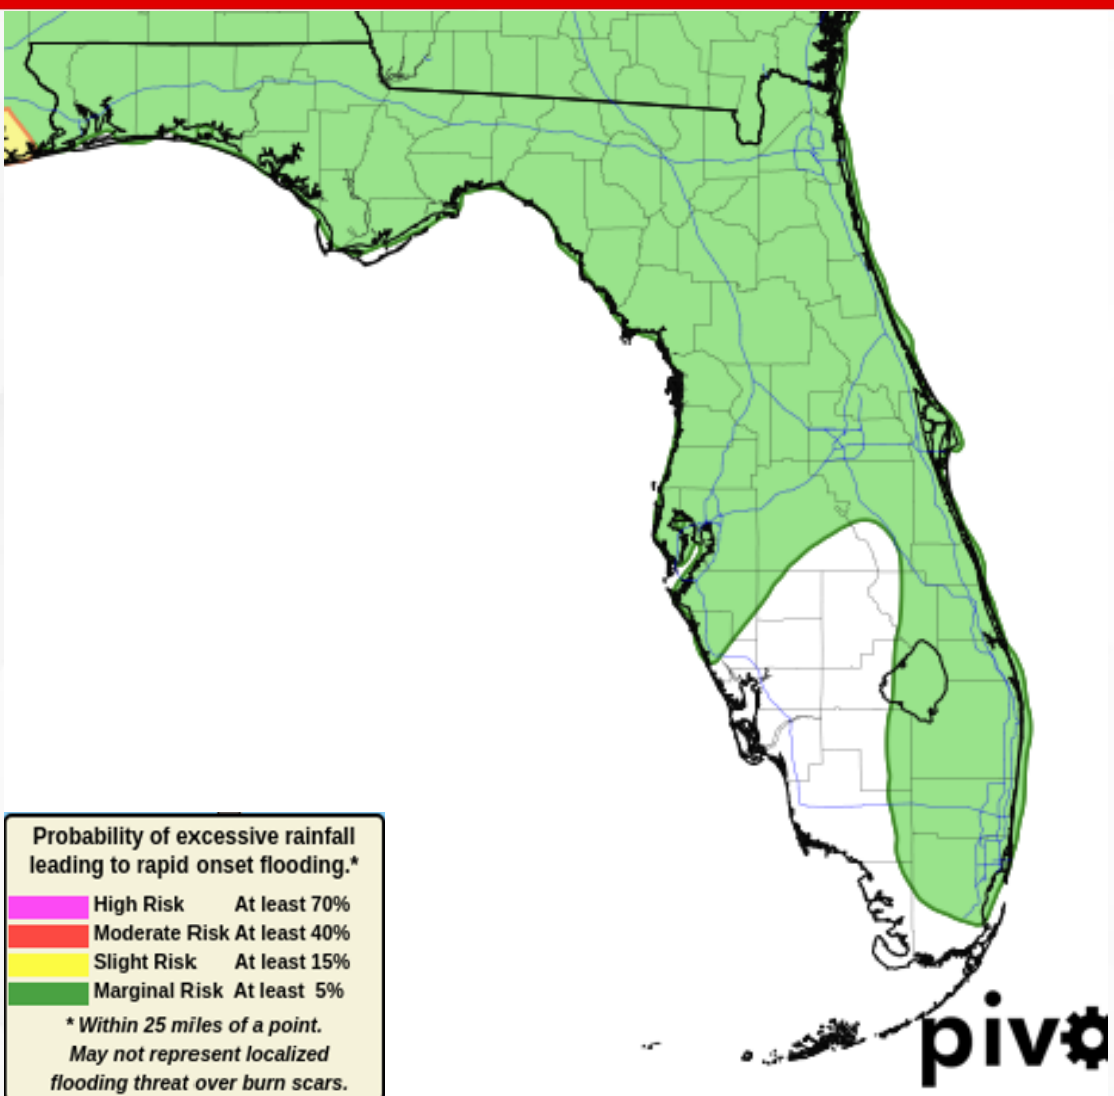 Probability of excessive rainfall
leading to rapid onset flooding.*
High Risk At least 70%
Moderate Risk At least 40%
Slight Risk At least 15%
Marginal Risk At least 5%
* Within 25 miles of a point.
May not represent localized
flooding threat over burn scars.
piv